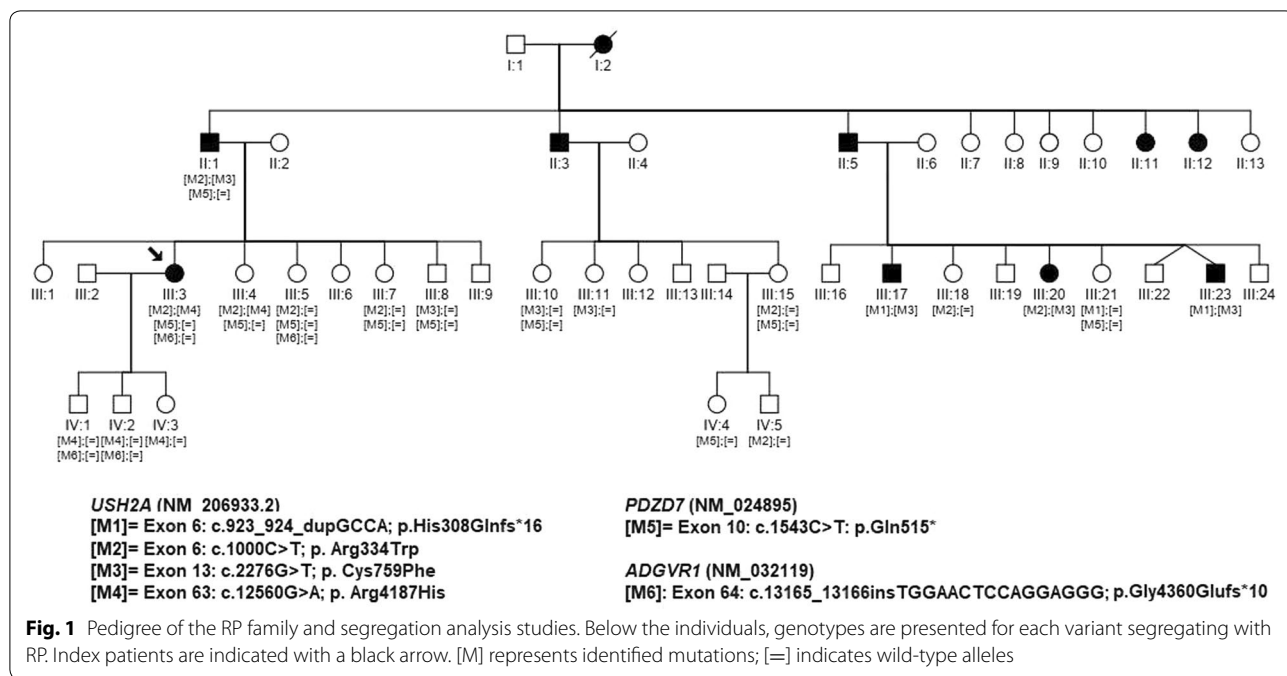 I:1 I:2
II:1 II:2 II:3 II:4 II:5 II:6 II:7 II:8 II:9 II:10 II:11 II:12 II:13
[M2];[M3]
[M5];[=]
III:1 III:2 III:3 III:4 III:5 III:6 III:7 III:8 III:9 III:10 III:11 III:12 III:13 III:14 III:15 III:16 III:17 III:18 III:19 III:20 III:21 III:22 III:23 III:24
[M2];[M4] [M2];[M4] [M2];[=] [M2];[=] [M3];[=] [M3];[=] [M3];[=] [M2];[=] [M1];[M3] [M2];[=] [M2];[M3] [M1];[=] [M1];[M3]
[M5];[=] [M5];[=] [M5];[=] [M5];[=] [M5];[=] [M5];[=] [M5];[=] [M5];[=]
[M6];[=] [M6];[=]
IV:1 IV:2 IV:3 IV:4 IV:5
[M4];[=] [M4];[=] [M4];[=] [M5];[=] [M2];[=]
[M6];[=] [M6];[=]
USH2A (NM_206933.2)
[M1]= Exon 6: c.923_924_dupGCCA; p.His308Glnfs*16
[M2]= Exon 6: c.1000C>T; p. Arg334Trp
[M3]= Exon 13: c.2276G>T; p. Cys759Phe
[M4]= Exon 63: c.12560G>A; p. Arg4187His
PDZD7 (NM_024895)
[M5]= Exon 10: c.1543C>T: p.Gln515*
ADGVR1 (NM_032119)
[M6]: Exon 64: c.13165_13166insTGGAACTCCAGGAGGG; p.Gly4360Glufs*10
Fig. 1 Pedigree of the RP family and segregation analysis studies. Below the individuals, genotypes are presented for each variant segregating with
RP. Index patients are indicated with a black arrow. [M] represents identified mutations; [=] indicates wild-type alleles